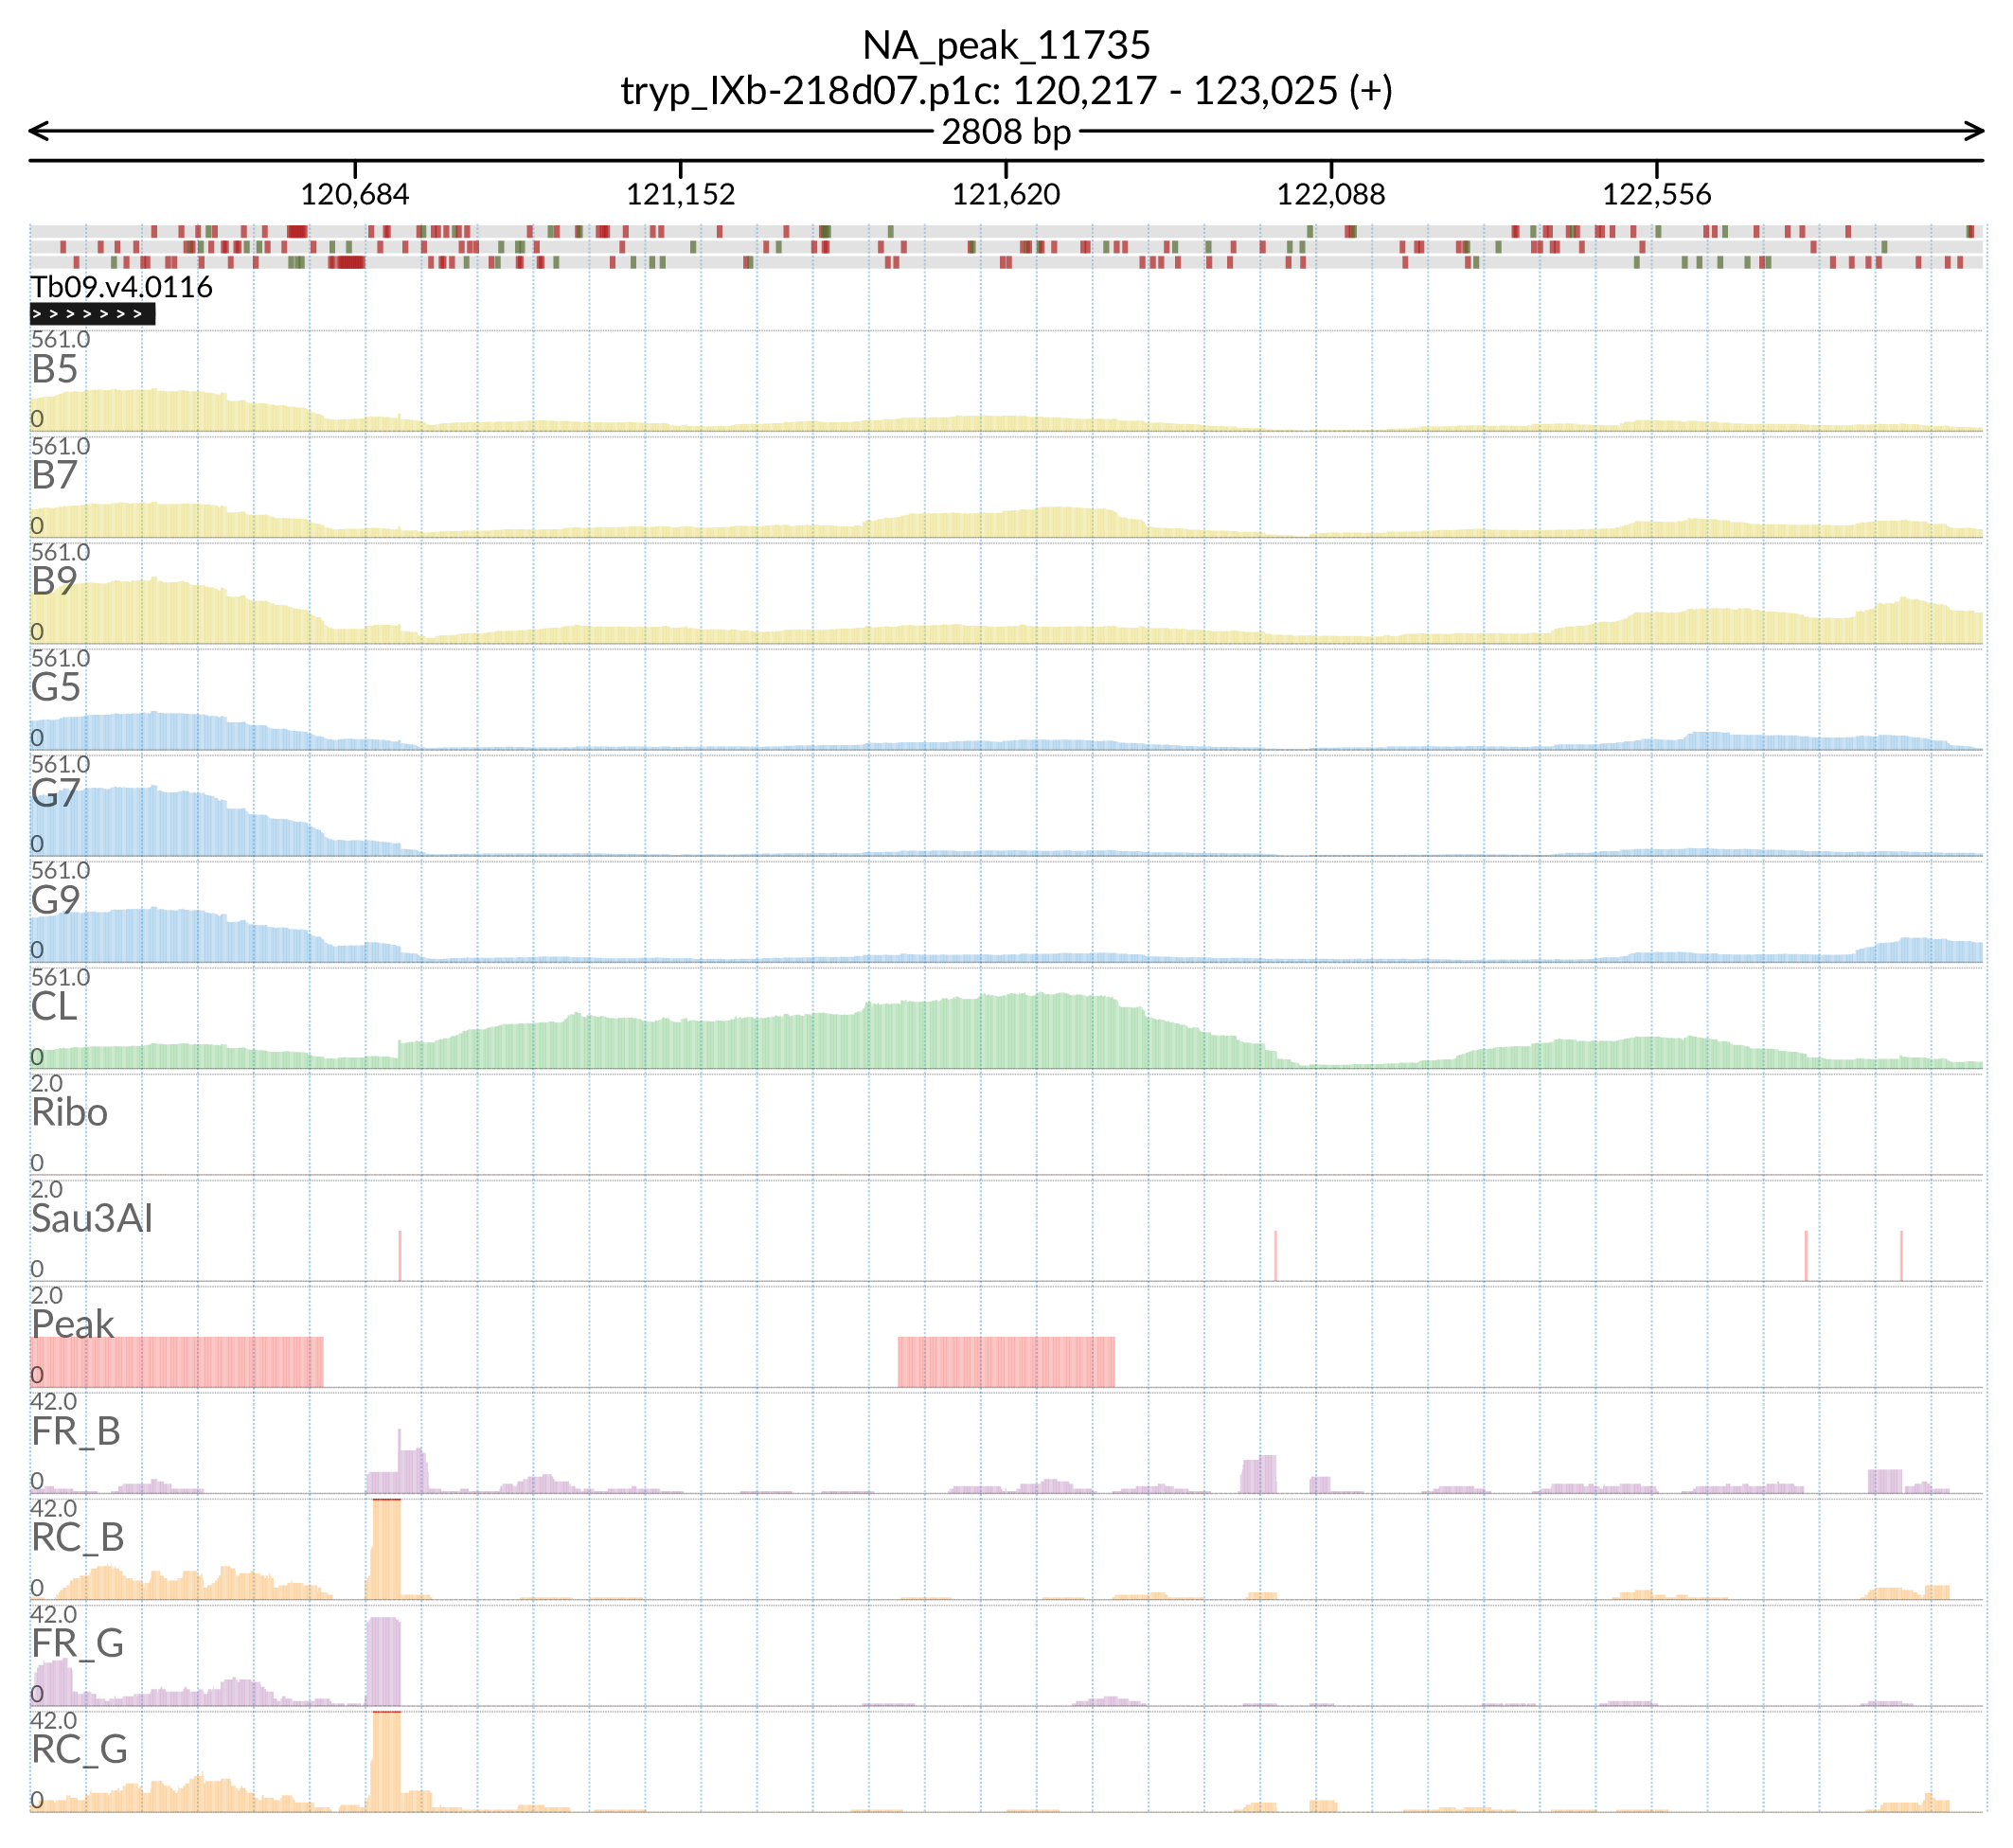 NA_peak_11735
tryp_IXb-218d07.p1c: 120,217 - 123,025 (+)
2808 bp
120,684 121,152 121,620 122,088 122,556
Tb09.v4.0116
> > > > > > >
561.0
B5
0
561.0
B7
0
561.0
B9
0
561.0
G5
0
561.0
G7
0
561.0
G9
0
561.0
CL
0
2.0
Ribo
0
2.0
Sau3AI
0
2.0
Peak
0
42.0
FR_B
0
42.0
RC_B
0
42.0
FR_G
0
42.0
RC_G
0